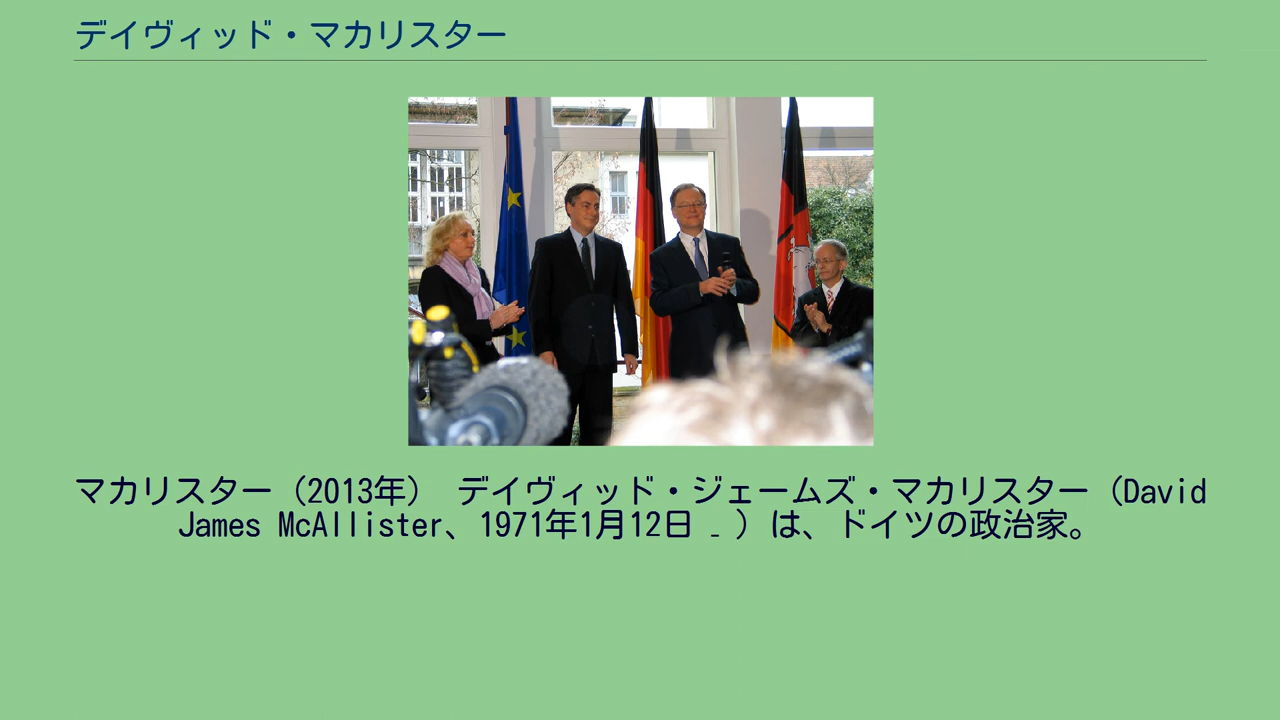 デイヴィッド・マカリスター
マカリスター（2013年） デイヴィッド・ジェームズ・マカリスター（David
James McAllister、1971年1月12日 - ）は、ドイツの政治家。